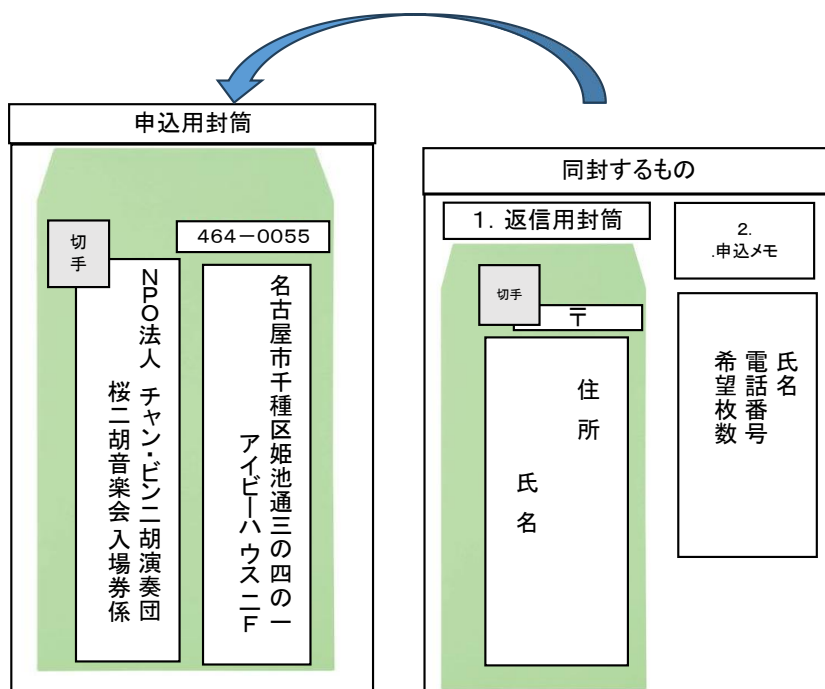 申込用封筒
切手
464－0055
名古屋市千種区姫池通三の四の一
アイビーハウス二F
NPO法人 チャン・ビン二胡演奏団
桜二胡音楽会 入場券係
同封するもの
1. 返信用封筒
切手
〒
住所
氏名
2.
.申込メモ
氏名
電話番号
希望枚数